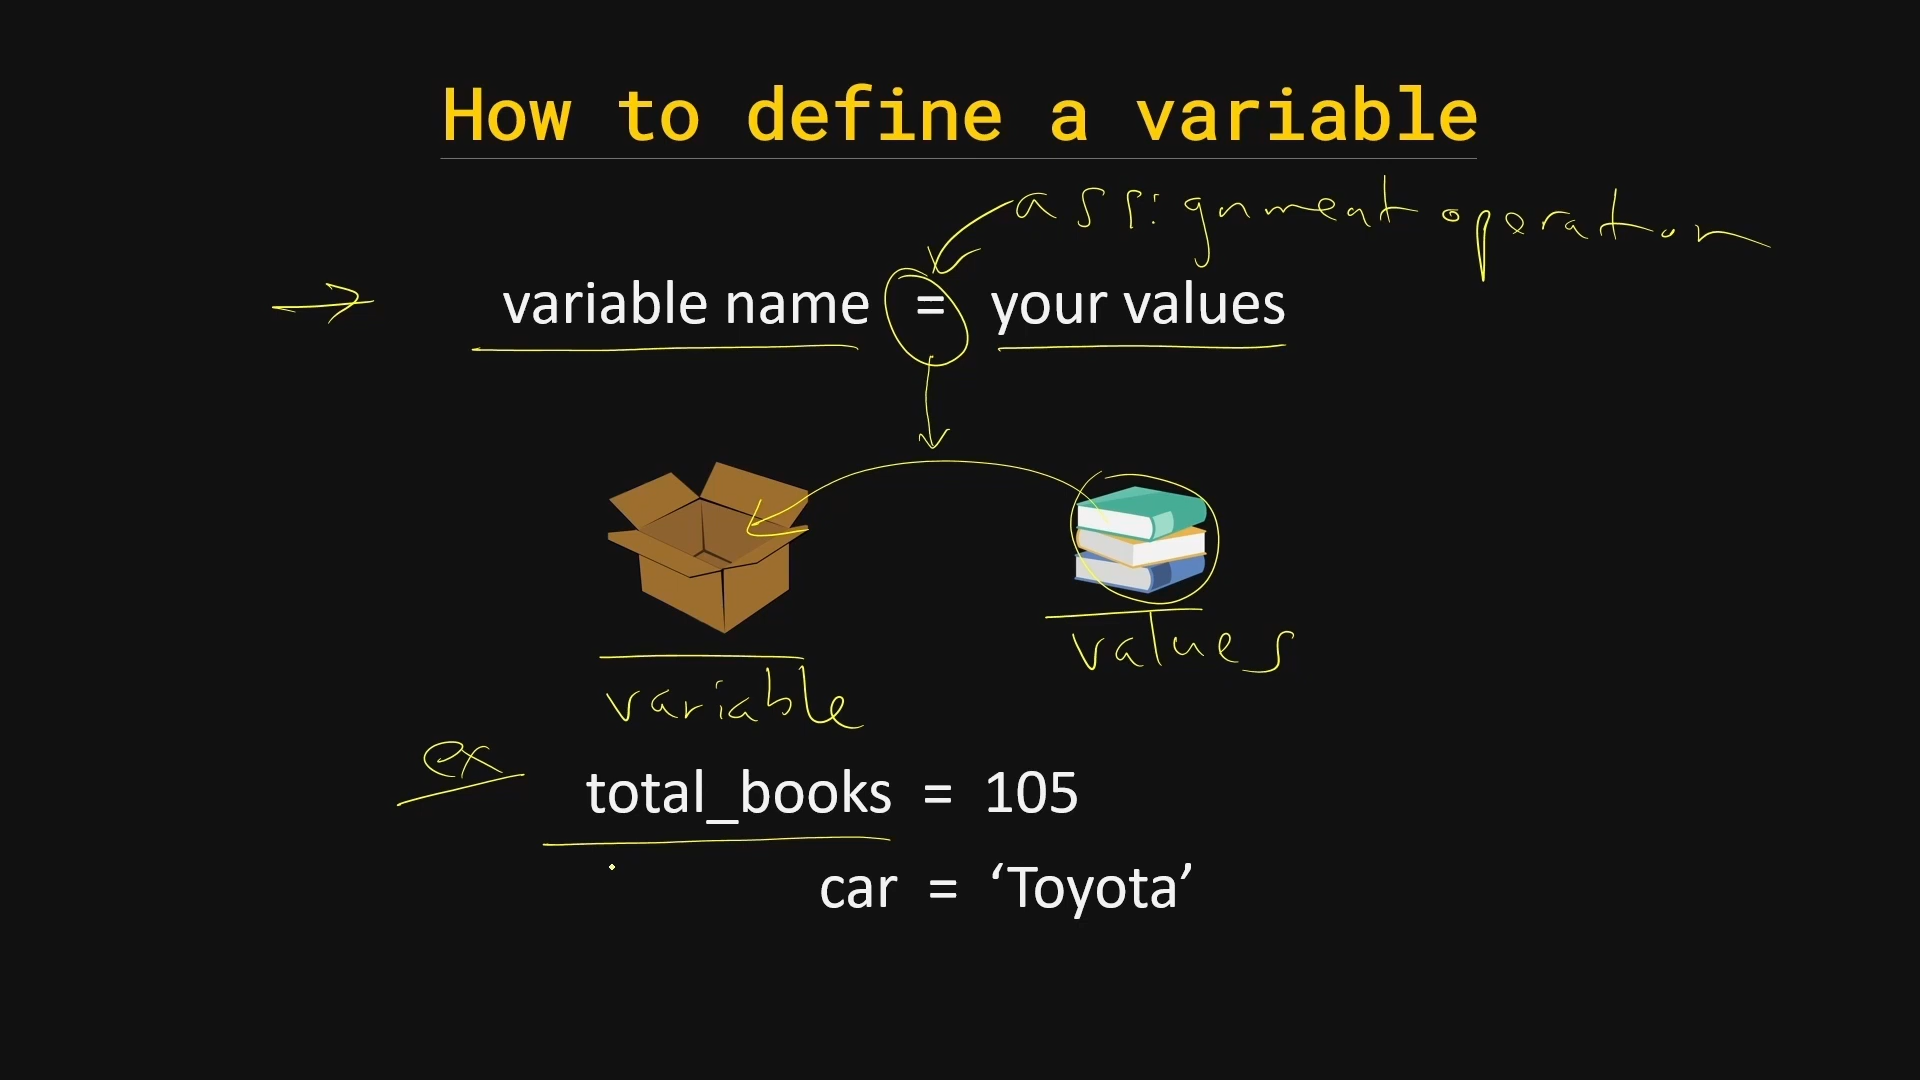 How to define a variable
assignment operator
variable name = your values
values
variable
ex
total_books = 105
car = ‘Toyota’